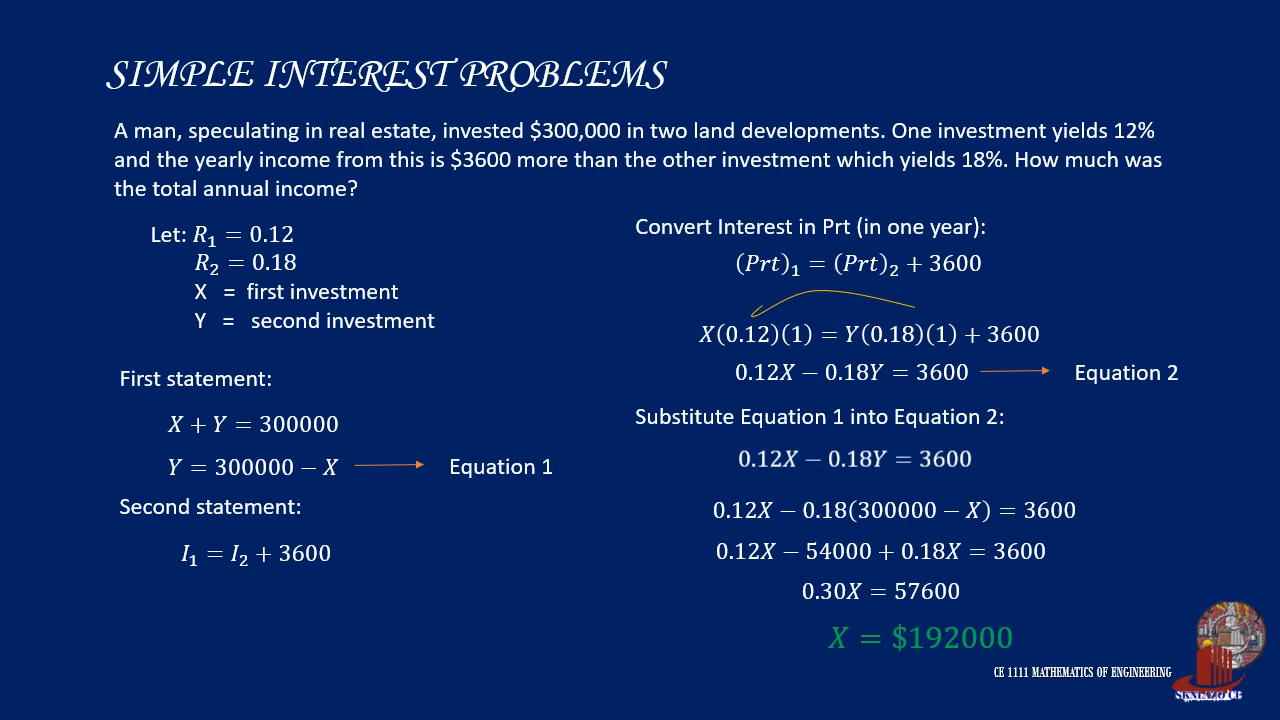 SIMPLE INTEREST PROBLEMS
A man, speculating in real estate, invested $300,000 in two land developments. One investment yields 12%
and the yearly income from this is $3600 more than the other investment which yields 18%. How much was
the total annual income?
Let: R₁ = 0.12
R₂ = 0.18
X = first investment
Y = second investment
First statement:
X + Y = 300000
Y = 300000 − X Equation 1
Second statement:
I₁ = I₂ + 3600
Convert Interest in Prt (in one year):
(Prt)₁ = (Prt)₂ + 3600
X(0.12)(1) = Y(0.18)(1) + 3600
0.12X − 0.18Y = 3600 Equation 2
Substitute Equation 1 into Equation 2:
0.12X − 0.18Y = 3600
0.12X − 0.18(300000 − X) = 3600
0.12X − 54000 + 0.18X = 3600
0.30X = 57600
X = $192000
CE 1111 MATHEMATICS OF ENGINEERING